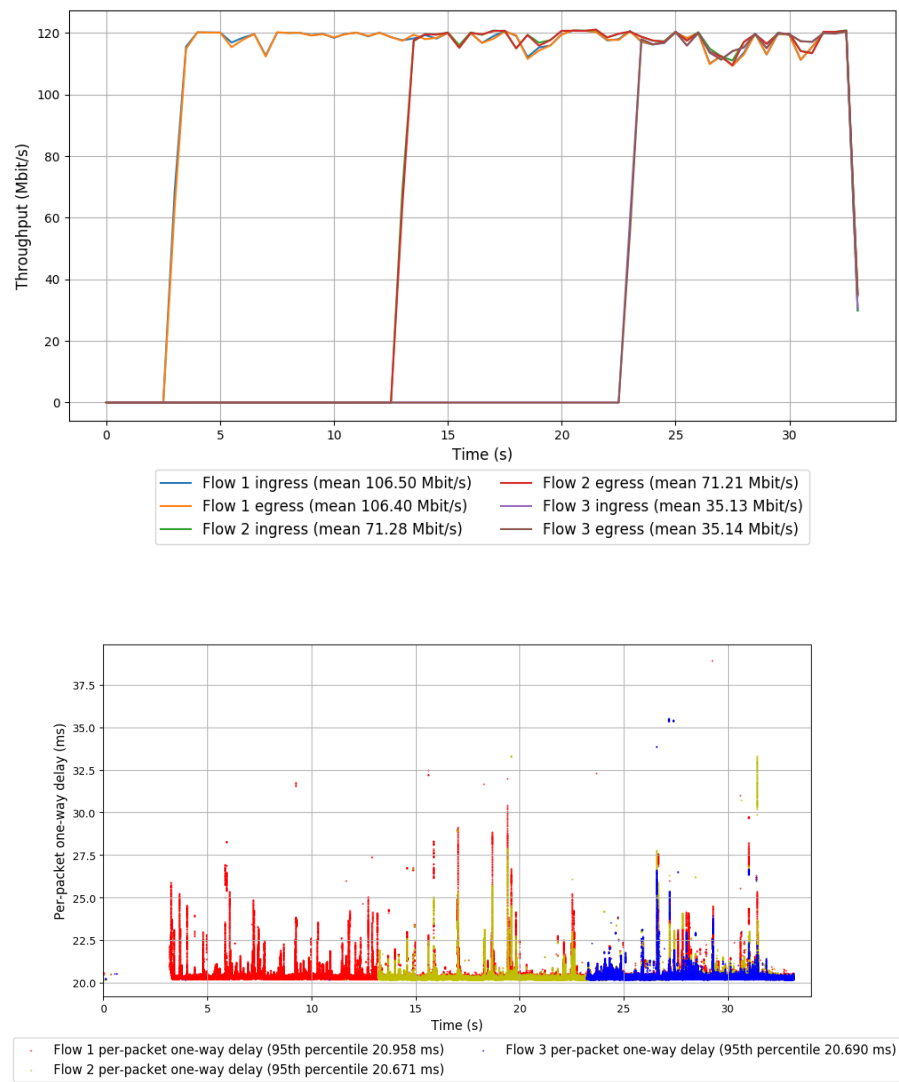 Throughput (Mbit/s)
120
100
80
60
40
20
0
0 5 10 15 20 25 30
Time (s)
Flow 1 ingress (mean 106.50 Mbit/s)
Flow 1 egress (mean 106.40 Mbit/s)
Flow 2 ingress (mean 71.28 Mbit/s)
Flow 2 egress (mean 71.21 Mbit/s)
Flow 3 ingress (mean 35.13 Mbit/s)
Flow 3 egress (mean 35.14 Mbit/s)
Per-packet one-way delay (ms)
37.5
35.0
32.5
30.0
27.5
25.0
22.5
20.0
0 5 10 15 20 25 30
Time (s)
Flow 1 per-packet one-way delay (95th percentile 20.958 ms)
Flow 2 per-packet one-way delay (95th percentile 20.671 ms)
Flow 3 per-packet one-way delay (95th percentile 20.690 ms)